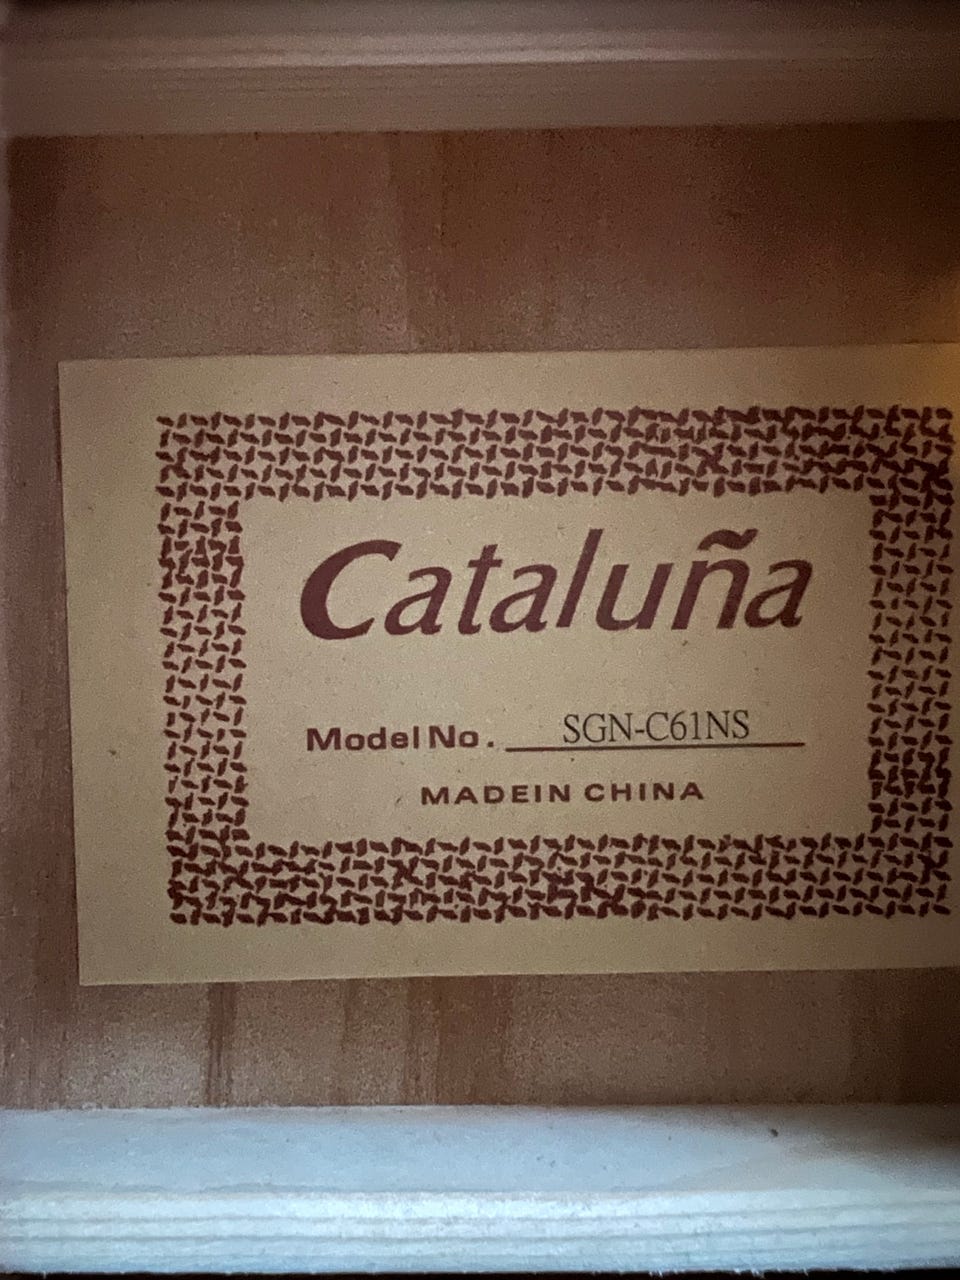 Cataluña
Model No. SGN-C61NS
MADEIN CHINA